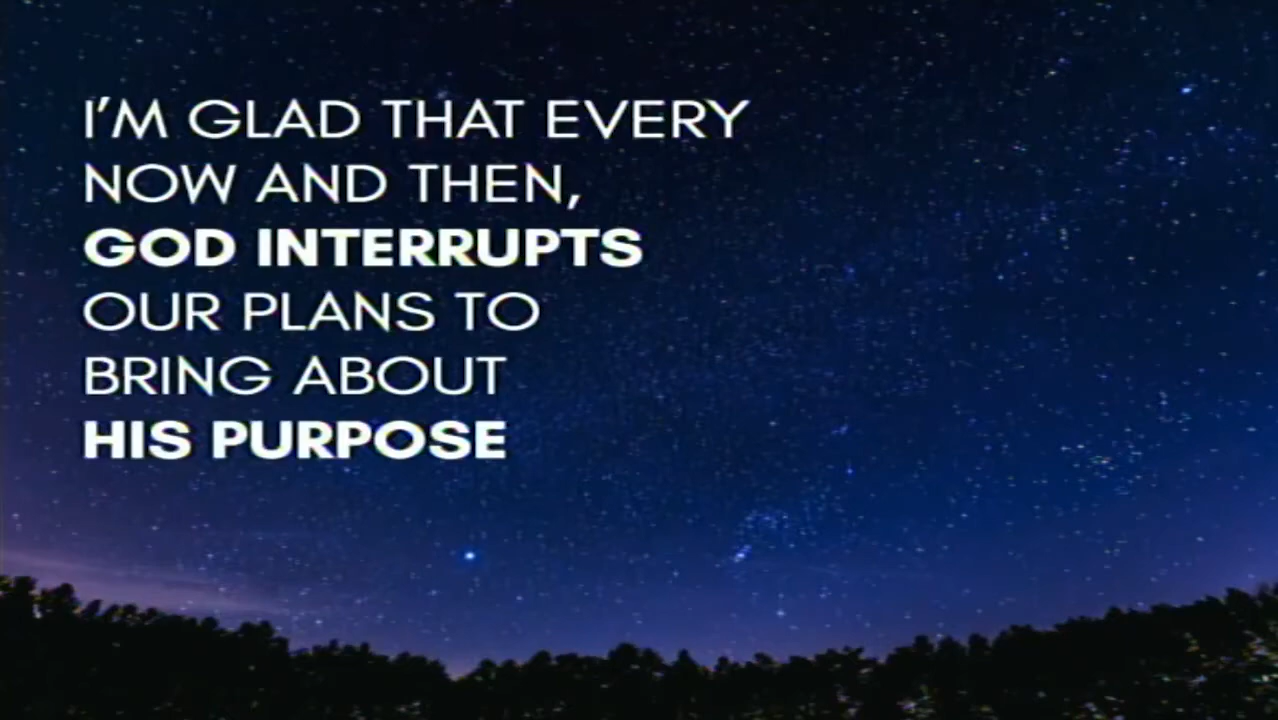 I'M GLAD THAT EVERY
NOW AND THEN,
GOD INTERRUPTS
OUR PLANS TO
BRING ABOUT
HIS PURPOSE